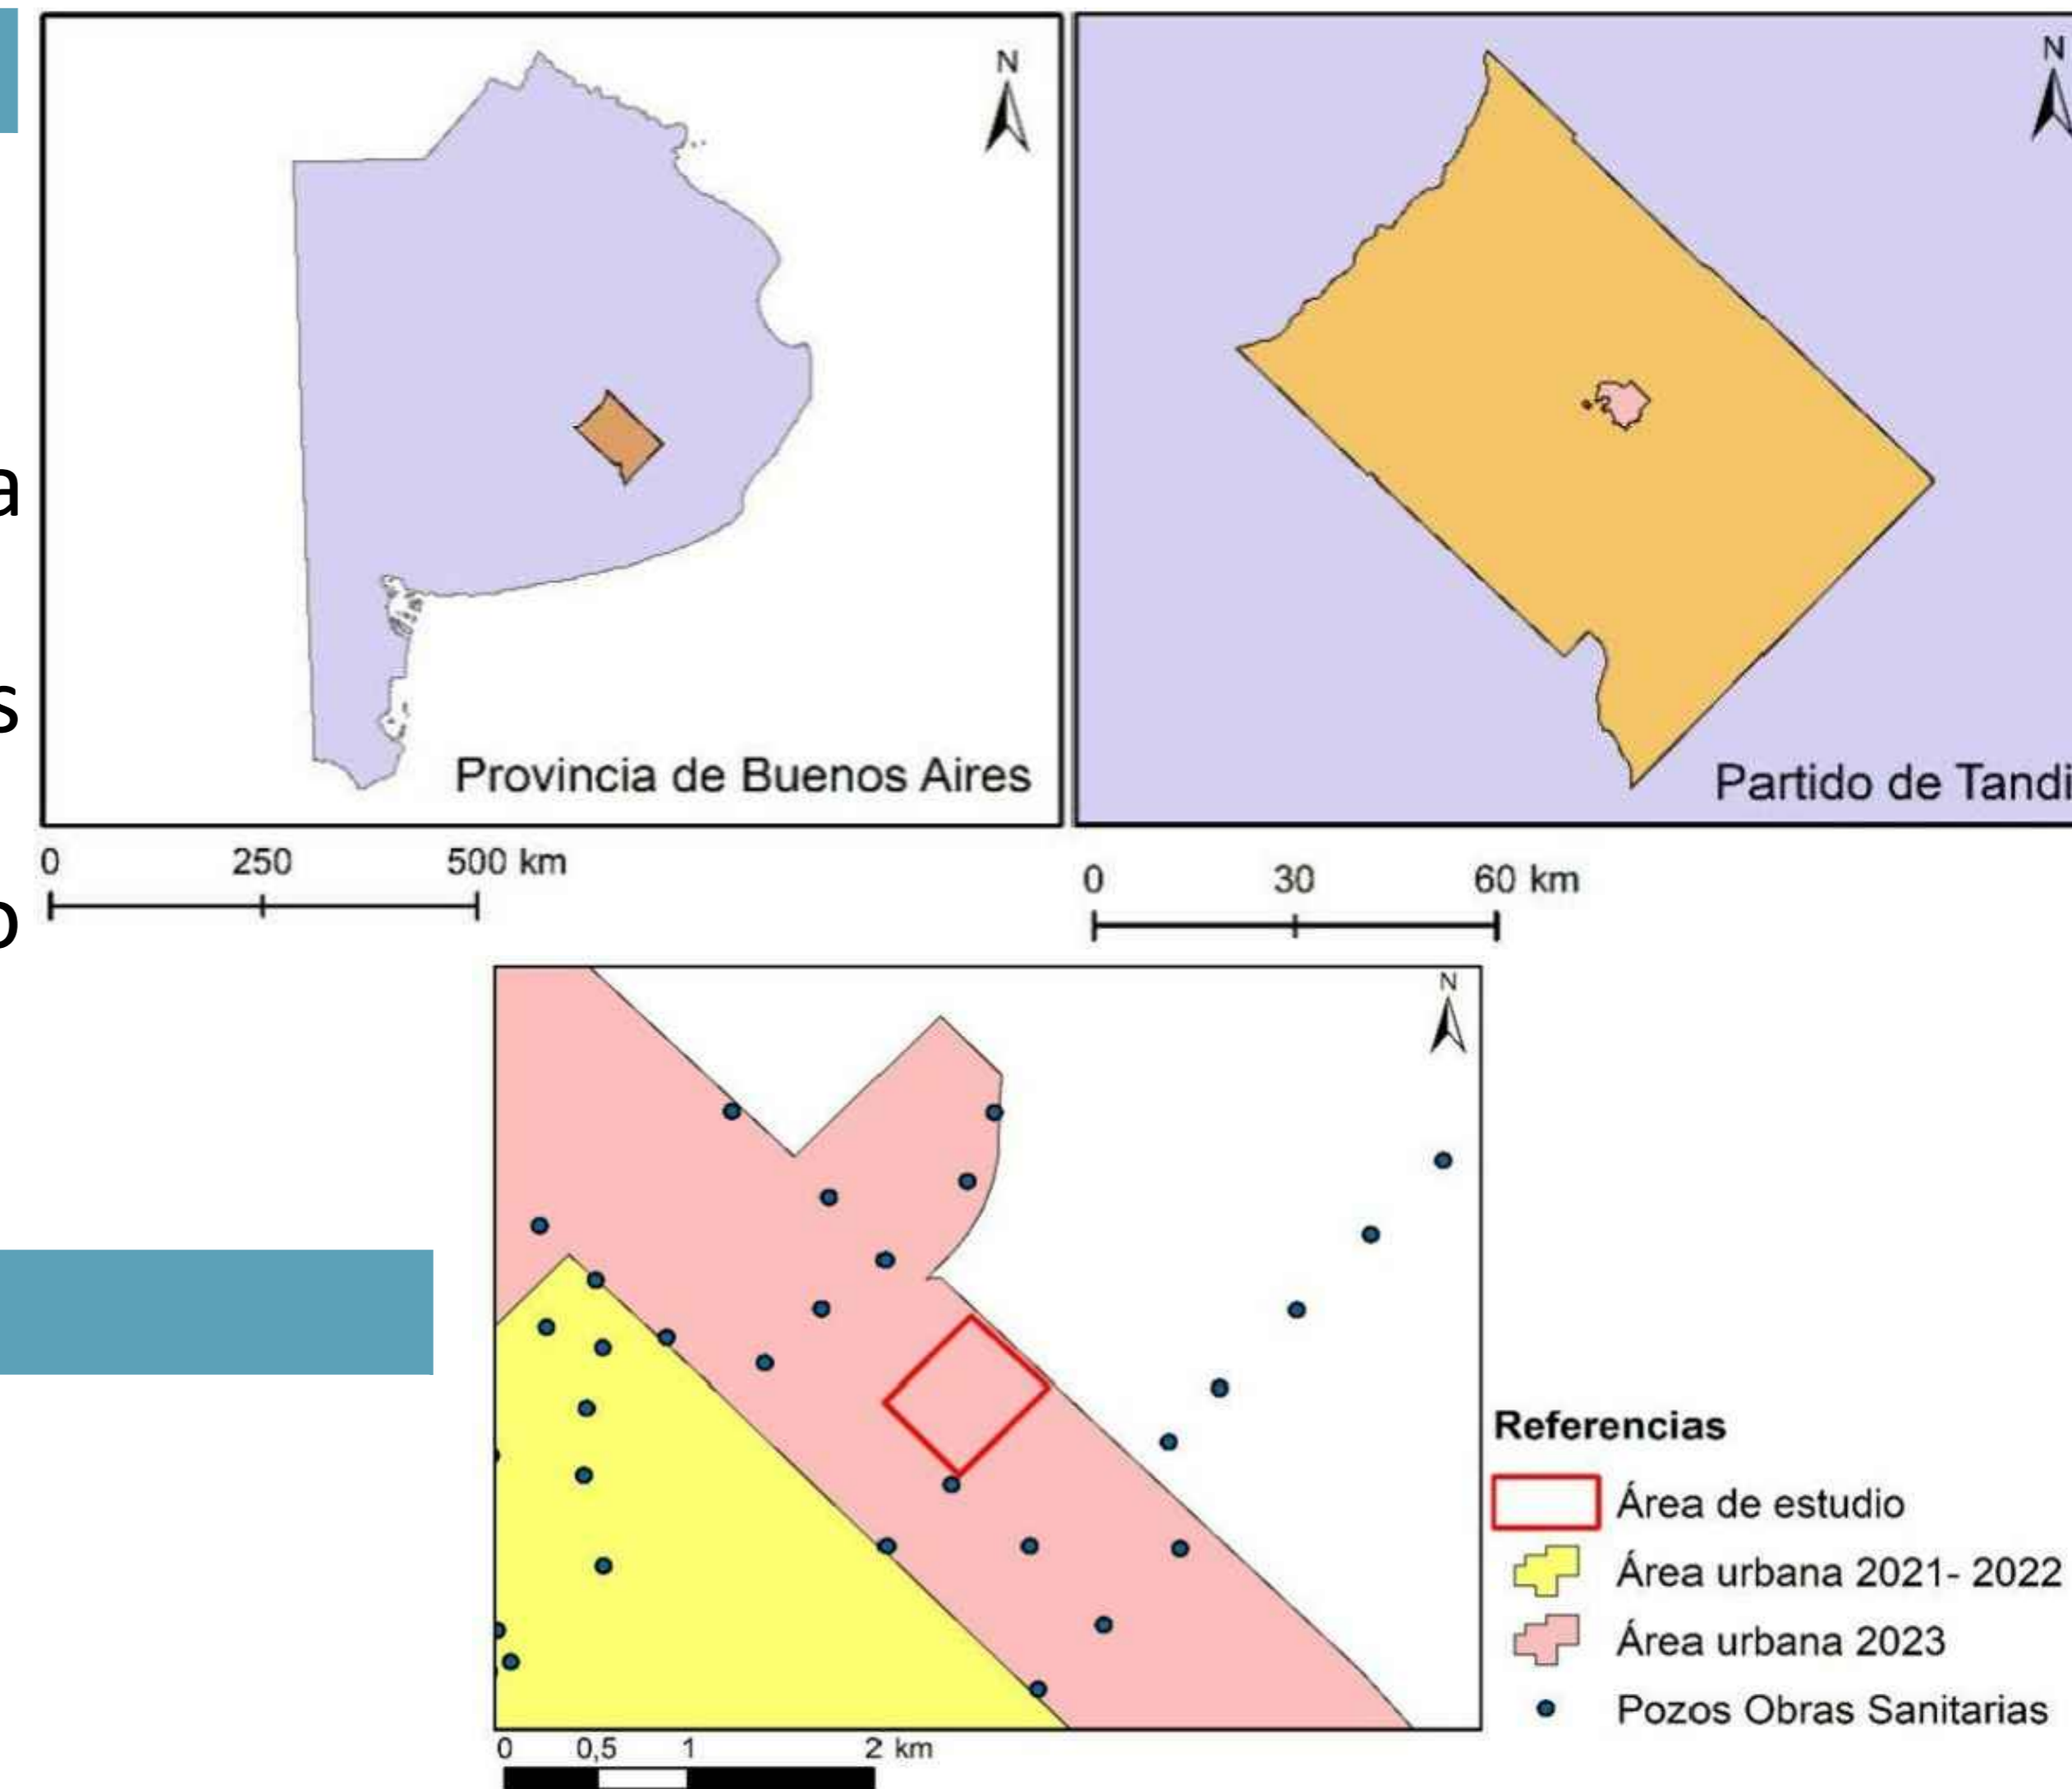 N
N
a
s
o
Provincia de Buenos Aires
Partido de Tandi
0 250 500 km
0 30 60 km
N
Referencias
Área de estudio
Área urbana 2021- 2022
Área urbana 2023
Pozos Obras Sanitarias
0 0,5 1 2 km